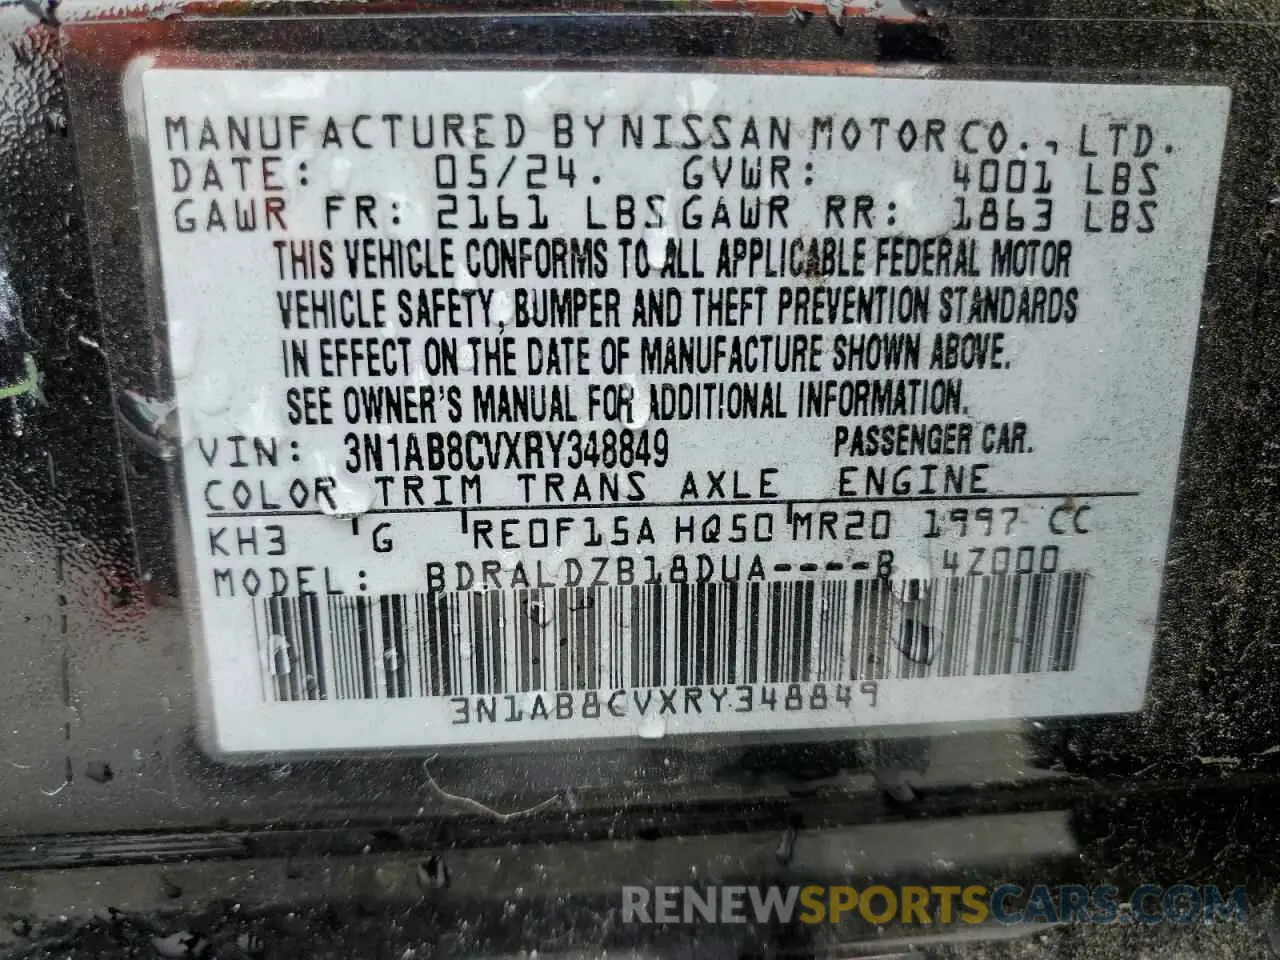 MANUFACTURED BY NISSAN MOTOR CO., LTD.
DATE: 05/24. GVWR: 4001 LBS
GAWR FR: 2161 LBS GAWR RR: 1863 LBS
THIS VEHICLE CONFORMS TO ALL APPLICABLE FEDERAL MOTOR
VEHICLE SAFETY, BUMPER AND THEFT PREVENTION STANDARDS
IN EFFECT ON THE DATE OF MANUFACTURE SHOWN ABOVE.
SEE OWNER'S MANUAL FOR ADDITIONAL INFORMATION.
VIN: 3N1AB8CVXRY348849 PASSENGER CAR.
COLOR TRIM TRANS AXLE ENGINE
KH3 G RE0F15A HQ50 MR20 1997 CC
MODEL: BDRALDZB18DUA----B 4Z000
3N1AB8CVXRY348849
RENEWSPORTSCARS.COM